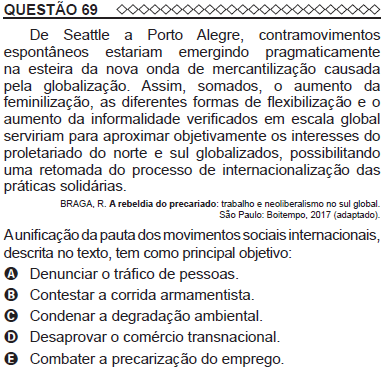 QUESTÃO 69
De Seattle a Porto Alegre, contramovimentos
espontâneos estariam emergindo pragmaticamente
na esteira da nova onda de mercantilização causada
pela globalização. Assim, somados, o aumento da
feminilização, as diferentes formas de flexibilização e o
aumento da informalidade verificados em escala global
serviriam para aproximar objetivamente os interesses do
proletariado do norte e sul globalizados, possibilitando
uma retomada do processo de internacionalização das
práticas solidárias.
BRAGA, R. A rebeldia do precariado: trabalho e neoliberalismo no sul global.
São Paulo: Boitempo, 2017 (adaptado).
A unificação da pauta dos movimentos sociais internacionais,
descrita no texto, tem como principal objetivo:
A Denunciar o tráfico de pessoas.
B Contestar a corrida armamentista.
C Condenar a degradação ambiental.
D Desaprovar o comércio transnacional.
E Combater a precarização do emprego.